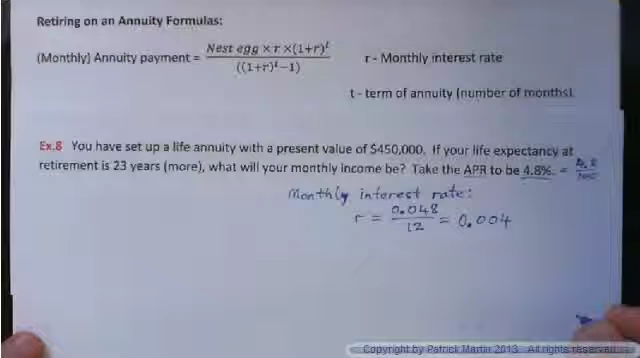 Retiring on an Annuity Formulas:
(Monthly) Annuity payment = Nest egg × r ×(1+r)^t / ((1+r)^t −1)
r - Monthly interest rate
t - term of annuity (number of months).
Ex.8 You have set up a life annuity with a present value of $450,000. If your life expectancy at
retirement is 23 years (more), what will your monthly income be? Take the APR to be 4.8%. = 4.8/100
Monthly interest rate:
r = 0.048/12 = 0.004
Copyright by Patrick Martin 2013 All rights reserved